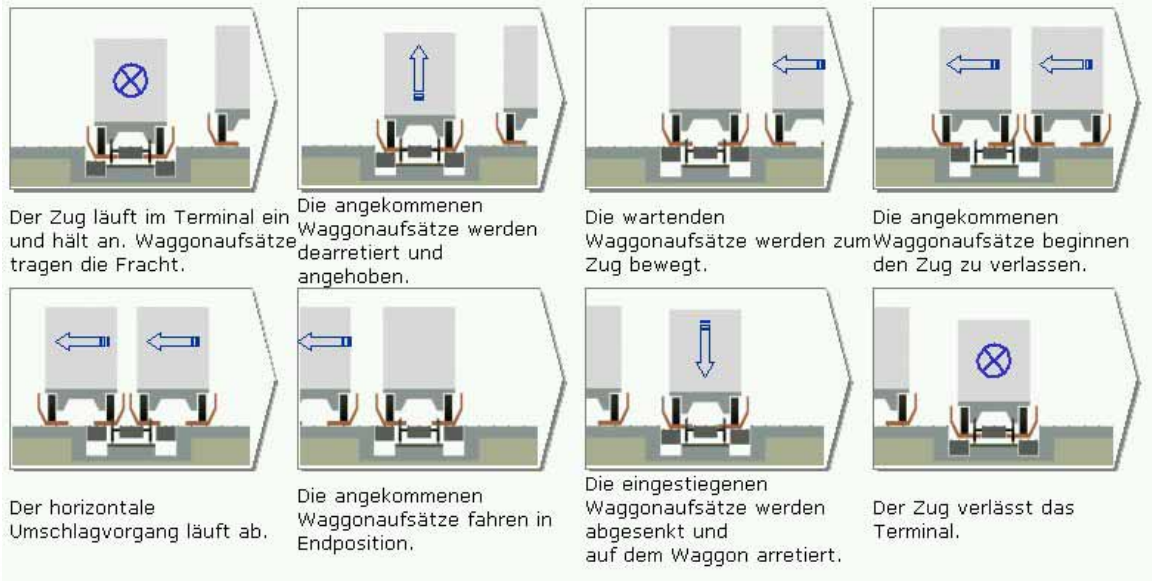 Der Zug läuft im Terminal ein
und hält an. Waggonaufsätze
tragen die Fracht.
Die angekommenen
Waggonaufsätze werden
dearretiert und
angehoben.
Die wartenden
Waggonaufsätze werden zum
Zug bewegt.
Die angekommenen
Waggonaufsätze beginnen
den Zug zu verlassen.
Der horizontale
Umschlagvorgang läuft ab.
Die angekommenen
Waggonaufsätze fahren in
Endposition.
Die eingestiegenen
Waggonaufsätze werden
abgesenkt und
auf dem Waggon arretiert.
Der Zug verlässt das
Terminal.